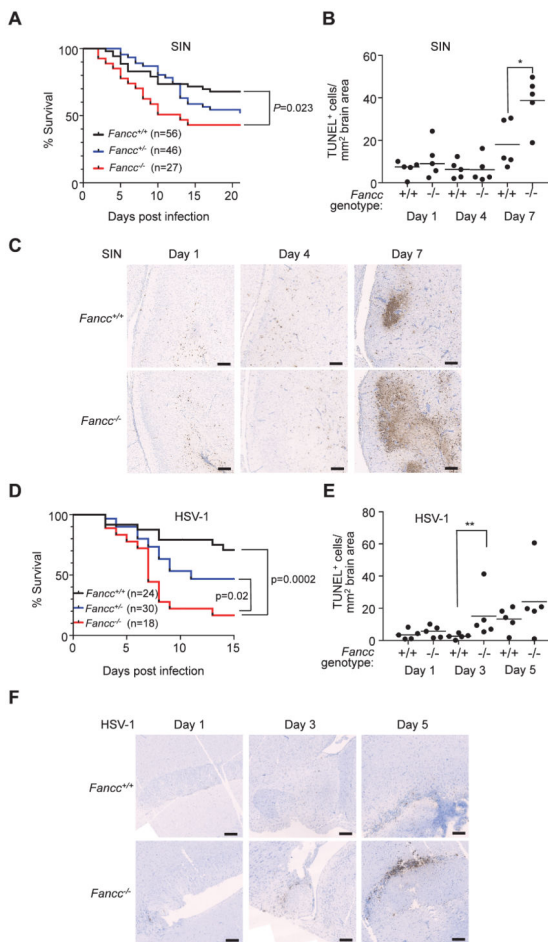 A
SIN
100
50
% Survival
0
5
10
15
20
Days post infection
Fancc+/+ (n=56)
Fancc+/- (n=46)
Fancc-/- (n=27)
P=0.023
B
SIN
TUNEL+ cells/
mm2 brain area
60
40
20
0
*
Fancc
genotype:
+/+ -/- +/+ -/- +/+ -/-
Day 1 Day 4 Day 7
C
SIN Day 1 Day 4 Day 7
Fancc+/+
Fancc-/-
D
HSV-1
100
50
% Survival
0
5
10
15
Days post infection
Fancc+/+ (n=24)
Fancc+/- (n=30)
Fancc-/- (n=18)
p=0.02
p=0.0002
E
HSV-1
TUNEL+ cells/
mm2 brain area
80
60
40
20
0
**
Fancc
genotype:
+/+ -/- +/+ -/- +/+ -/-
Day 1 Day 3 Day 5
F
HSV-1 Day 1 Day 3 Day 5
Fancc+/+
Fancc-/-